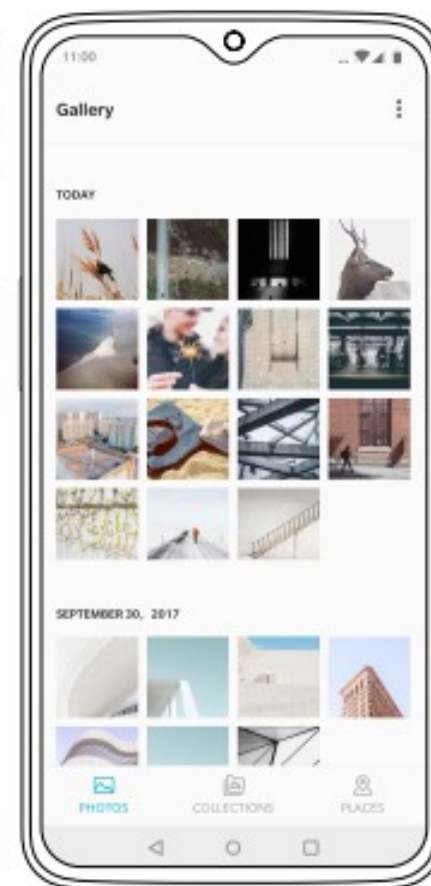 11:00
Gallery
TODAY
SEPTEMBER 30, 2017
PHOTOS COLLECTIONS PLACES